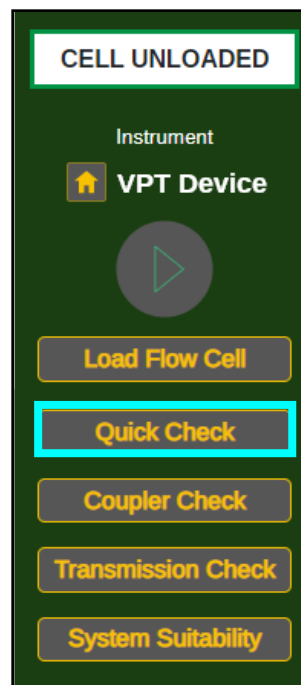 CELL UNLOADED
Instrument
VPT Device
Load Flow Cell
Quick Check
Coupler Check
Transmission Check
System Suitability